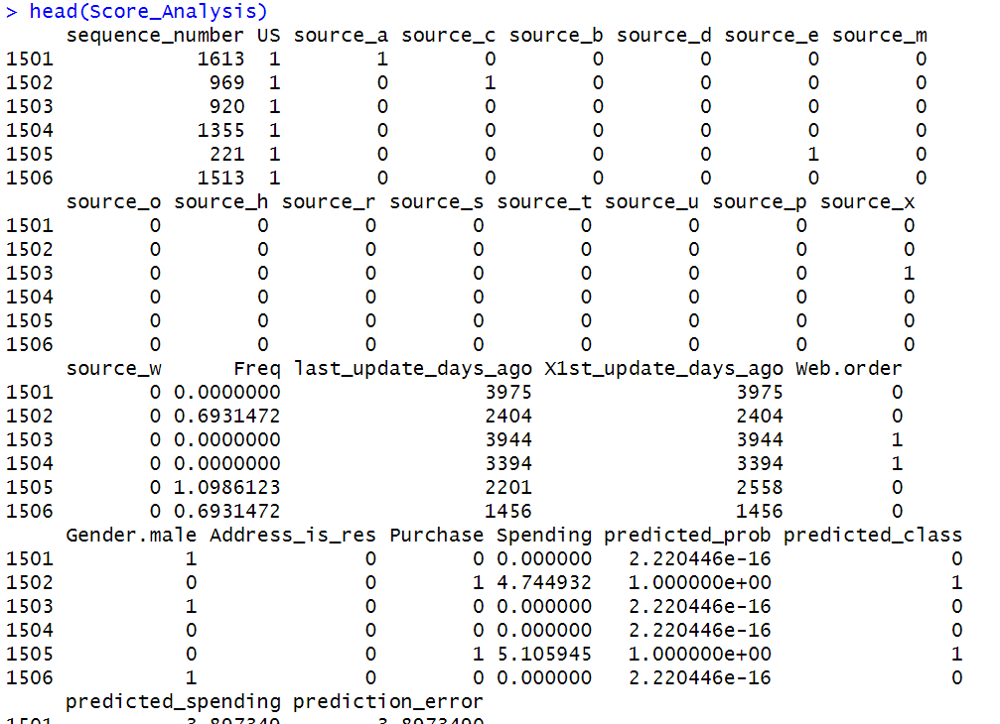 > head(Score_Analysis)
sequence_number US source_a source_c source_b source_d source_e source_m
1501 1613 1 1 0 0 0 0 0
1502 969 1 0 1 0 0 0 0
1503 920 1 0 0 0 0 0 0
1504 1355 1 0 0 0 0 0 0
1505 221 1 0 0 0 0 1 0
1506 1513 1 0 0 0 0 0 0
source_o source_h source_r source_s source_t source_u source_p source_x
1501 0 0 0 0 0 0 0 0
1502 0 0 0 0 0 0 0 0
1503 0 0 0 0 0 0 0 1
1504 0 0 0 0 0 0 0 0
1505 0 0 0 0 0 0 0 0
1506 0 0 0 0 0 0 0 0
source_w Freq last_update_days_ago X1st_update_days_ago Web.order
1501 0 0.0000000 3975 3975 0
1502 0 0.6931472 2404 2404 0
1503 0 0.0000000 3944 3944 1
1504 0 0.0000000 3394 3394 1
1505 0 1.0986123 2201 2558 0
1506 0 0.6931472 1456 1456 0
Gender.male Address_is_res Purchase Spending predicted_prob predicted_class
1501 1 0 0 0.000000 2.220446e-16 0
1502 0 0 1 4.744932 1.000000e+00 1
1503 1 0 0 0.000000 2.220446e-16 0
1504 0 0 0 0.000000 2.220446e-16 0
1505 0 0 1 5.105945 1.000000e+00 1
1506 1 0 0 0.000000 2.220446e-16 0
predicted_spending prediction_error